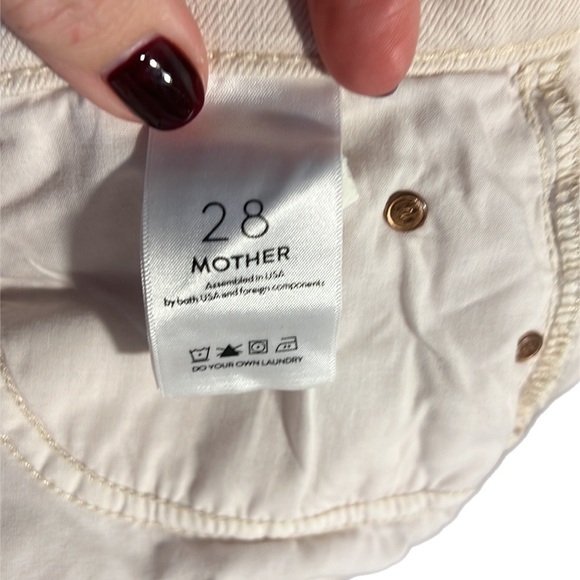 28
MOTHER
Assembled in USA
by both USA and foreign components
DO YOUR OWN LAUNDRY